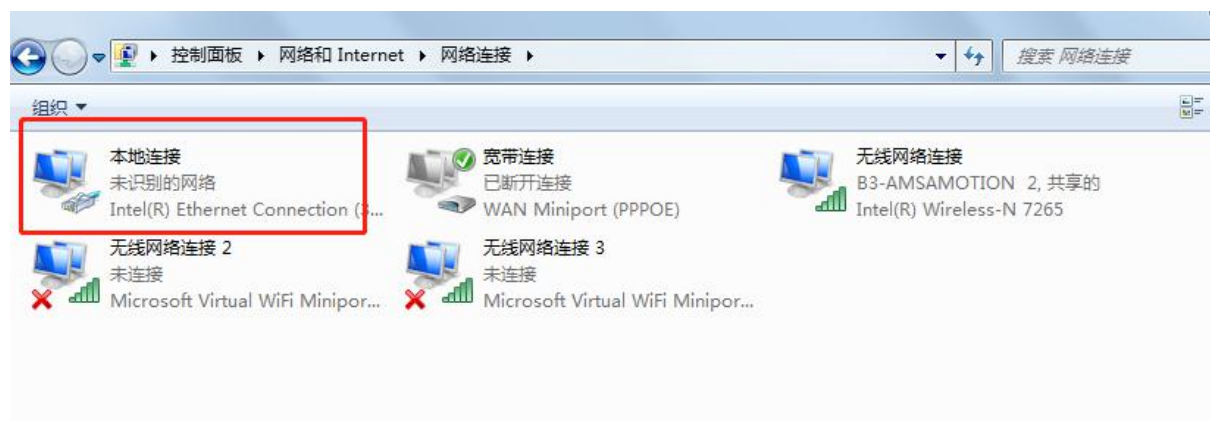 控制面板 网络和 Internet 网络连接
搜索 网络连接
组织
本地连接
未识别的网络
Intel(R) Ethernet Connection (3...
宽带连接
已断开连接
WAN Miniport (PPPOE)
无线网络连接
B3-AMSAMOTION 2, 共享的
Intel(R) Wireless-N 7265
无线网络连接 2
未连接
Microsoft Virtual WiFi Minipor...
无线网络连接 3
未连接
Microsoft Virtual WiFi Minipor...